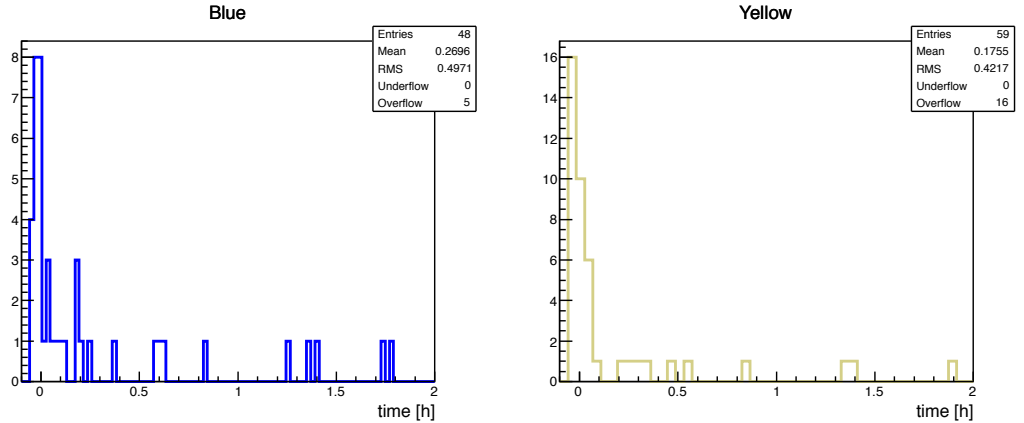 Blue
Entries 48
Mean 0.2696
RMS 0.4971
Underflow 0
Overflow 5
8
7
6
5
4
3
2
1
0
0 0.5 1 1.5 2
time [h]
Yellow
Entries 59
Mean 0.1755
RMS 0.4217
Underflow 0
Overflow 16
16
14
12
10
8
6
4
2
0
0 0.5 1 1.5 2
time [h]